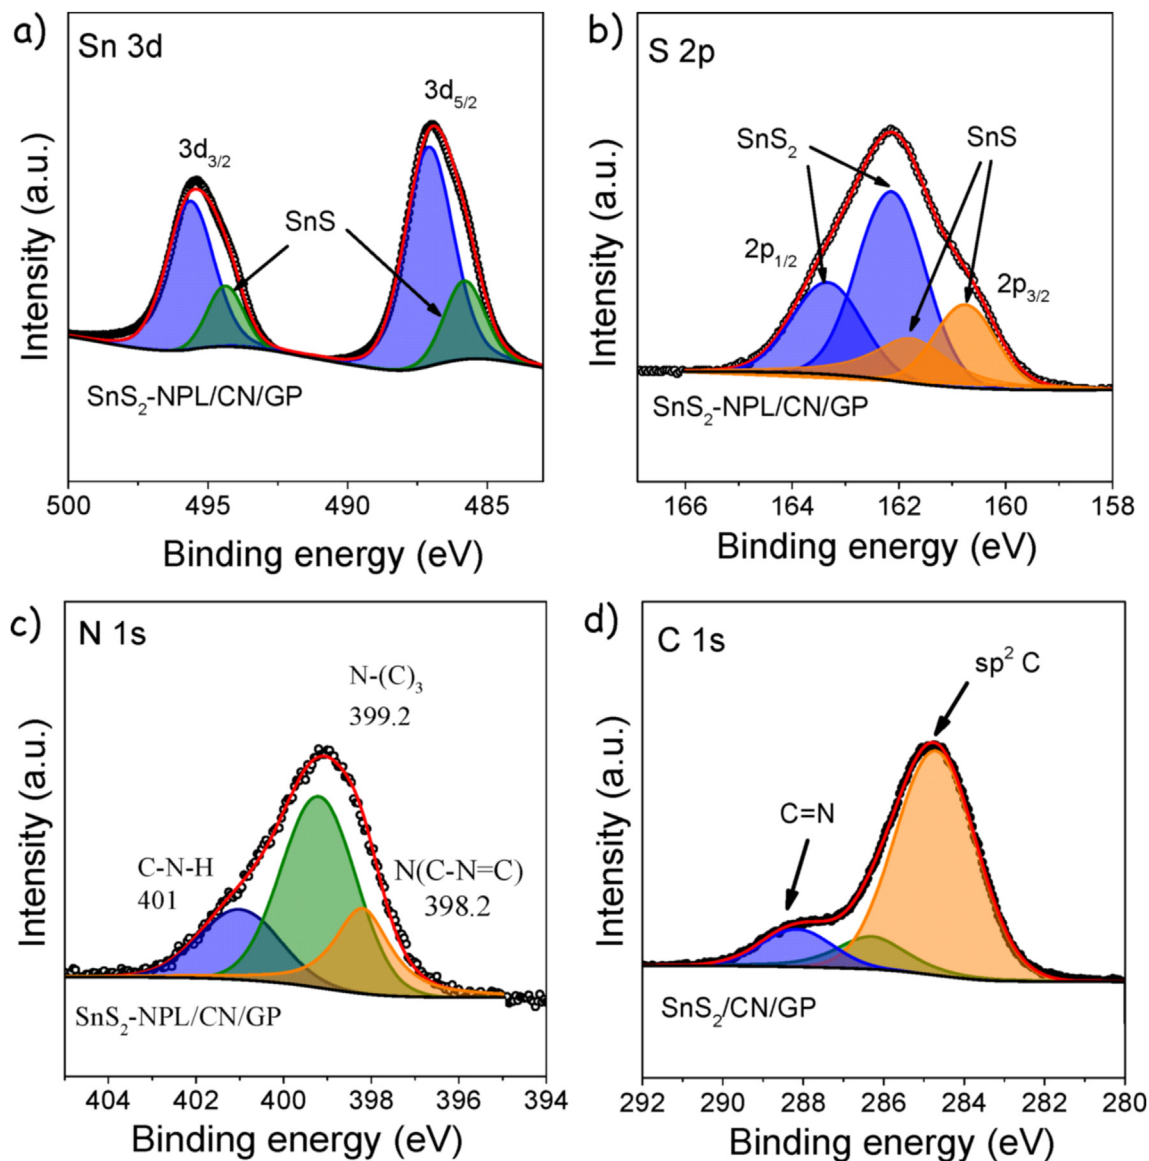 a)
Sn 3d
3d5/2
3d3/2
SnS
SnS2-NPL/CN/GP
Intensity (a.u.)
500 495 490 485
Binding energy (eV)
b)
S 2p
SnS2
SnS
2p1/2
2p3/2
SnS2-NPL/CN/GP
Intensity (a.u.)
166 164 162 160 158
Binding energy (eV)
c)
N 1s
N-(C)3
399.2
C-N-H
401
N(C-N=C)
398.2
SnS2-NPL/CN/GP
Intensity (a.u.)
404 402 400 398 396 394
Binding energy (eV)
d)
C 1s
sp² C
C=N
SnS2/CN/GP
Intensity (a.u.)
292 290 288 286 284 282 280
Binding energy (eV)